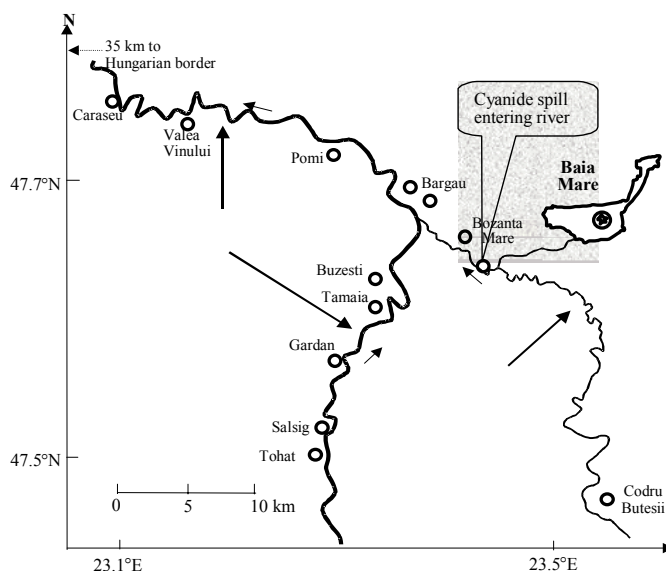 N
35 km to
Hungarian border
Cyanide spill
entering river
Caraseu
Valea
Vinului
Pomi
Baia
Mare
47.7°N
Bargau
Bozanta
Mare
Buzesti
Tamaia
Gardan
Salsig
47.5°N
Tohat
Codru
Butesii
0 5 10 km
23.1°E 23.5°E